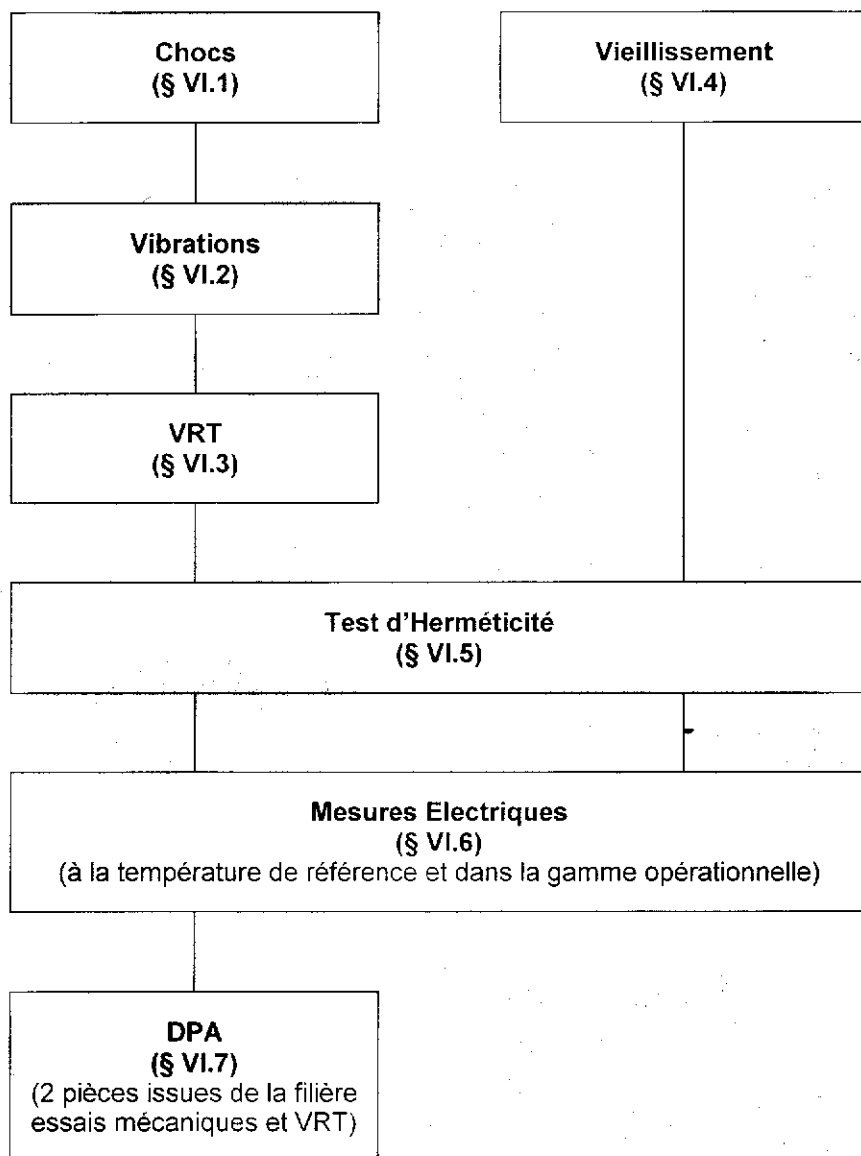 Chocs
(§ VI.1)
Vieillissement
(§ VI.4)
Vibrations
(§ VI.2)
VRT
(§ VI.3)
Test d'Herméticité
(§ VI.5)
Mesures Electriques
(§ VI.6)
(à la température de référence et dans la gamme opérationnelle)
DPA
(§ VI.7)
(2 pièces issues de la filière
essais mécaniques et VRT)